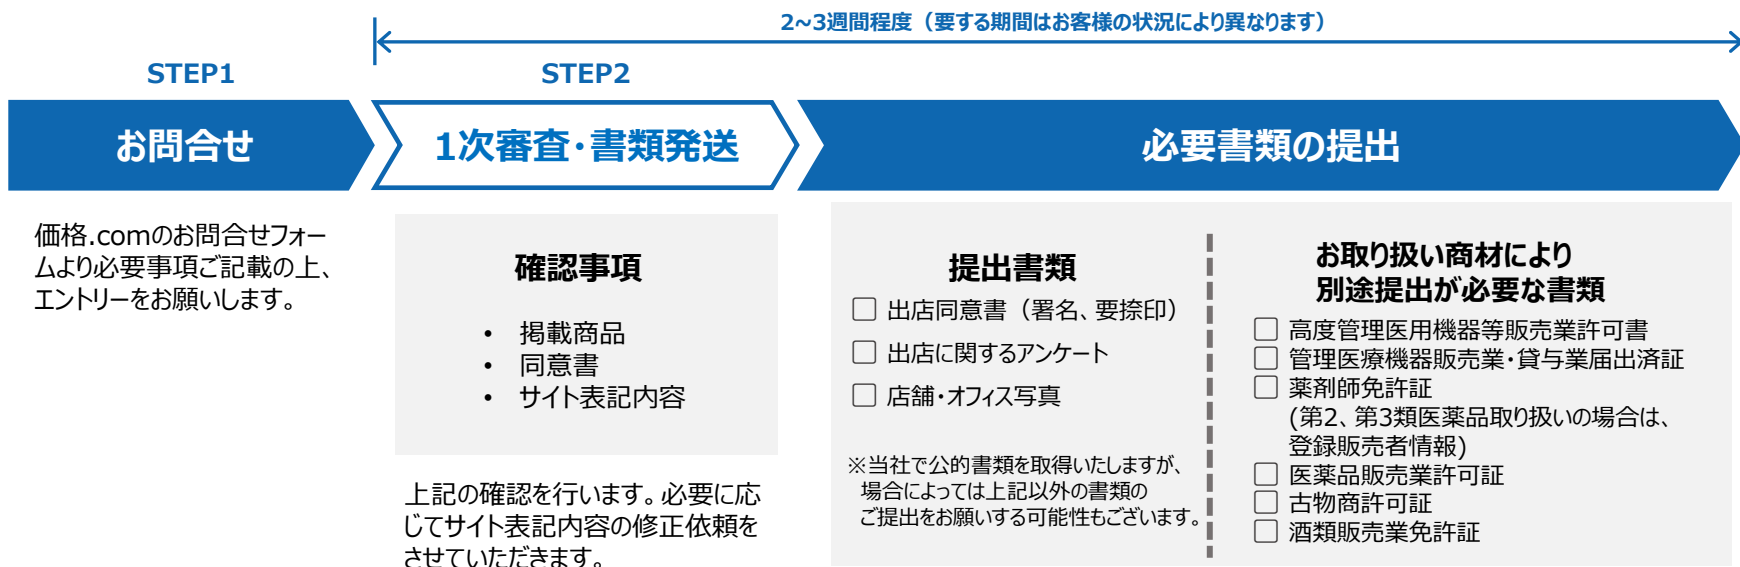 2~3週間程度（要する期間はお客様の状況により異なります）
STEP1
STEP2
お問合せ
1次審査・書類発送
必要書類の提出
価格.comのお問合せフォー
ムより必要事項ご記載の上、
エントリーをお願いします。
確認事項
• 掲載商品
• 同意書
• サイト表記内容
上記の確認を行います。必要に応
じてサイト表記内容の修正依頼を
させていただきます。
提出書類
□ 出店同意書（署名、要捺印）
□ 出店に関するアンケート
□ 店舗・オフィス写真
※当社で公的書類を取得いたしますが、
場合によっては上記以外の書類の
ご提出をお願いする可能性もございます。
お取り扱い商材により
別途提出が必要な書類
□ 高度管理医用機器等販売業許可書
□ 管理医療機器販売業・貸与業届出済証
□ 薬剤師免許証
(第2、第3類医薬品取り扱いの場合は、
登録販売者情報)
□ 医薬品販売業許可証
□ 古物商許可証
□ 酒類販売業免許証